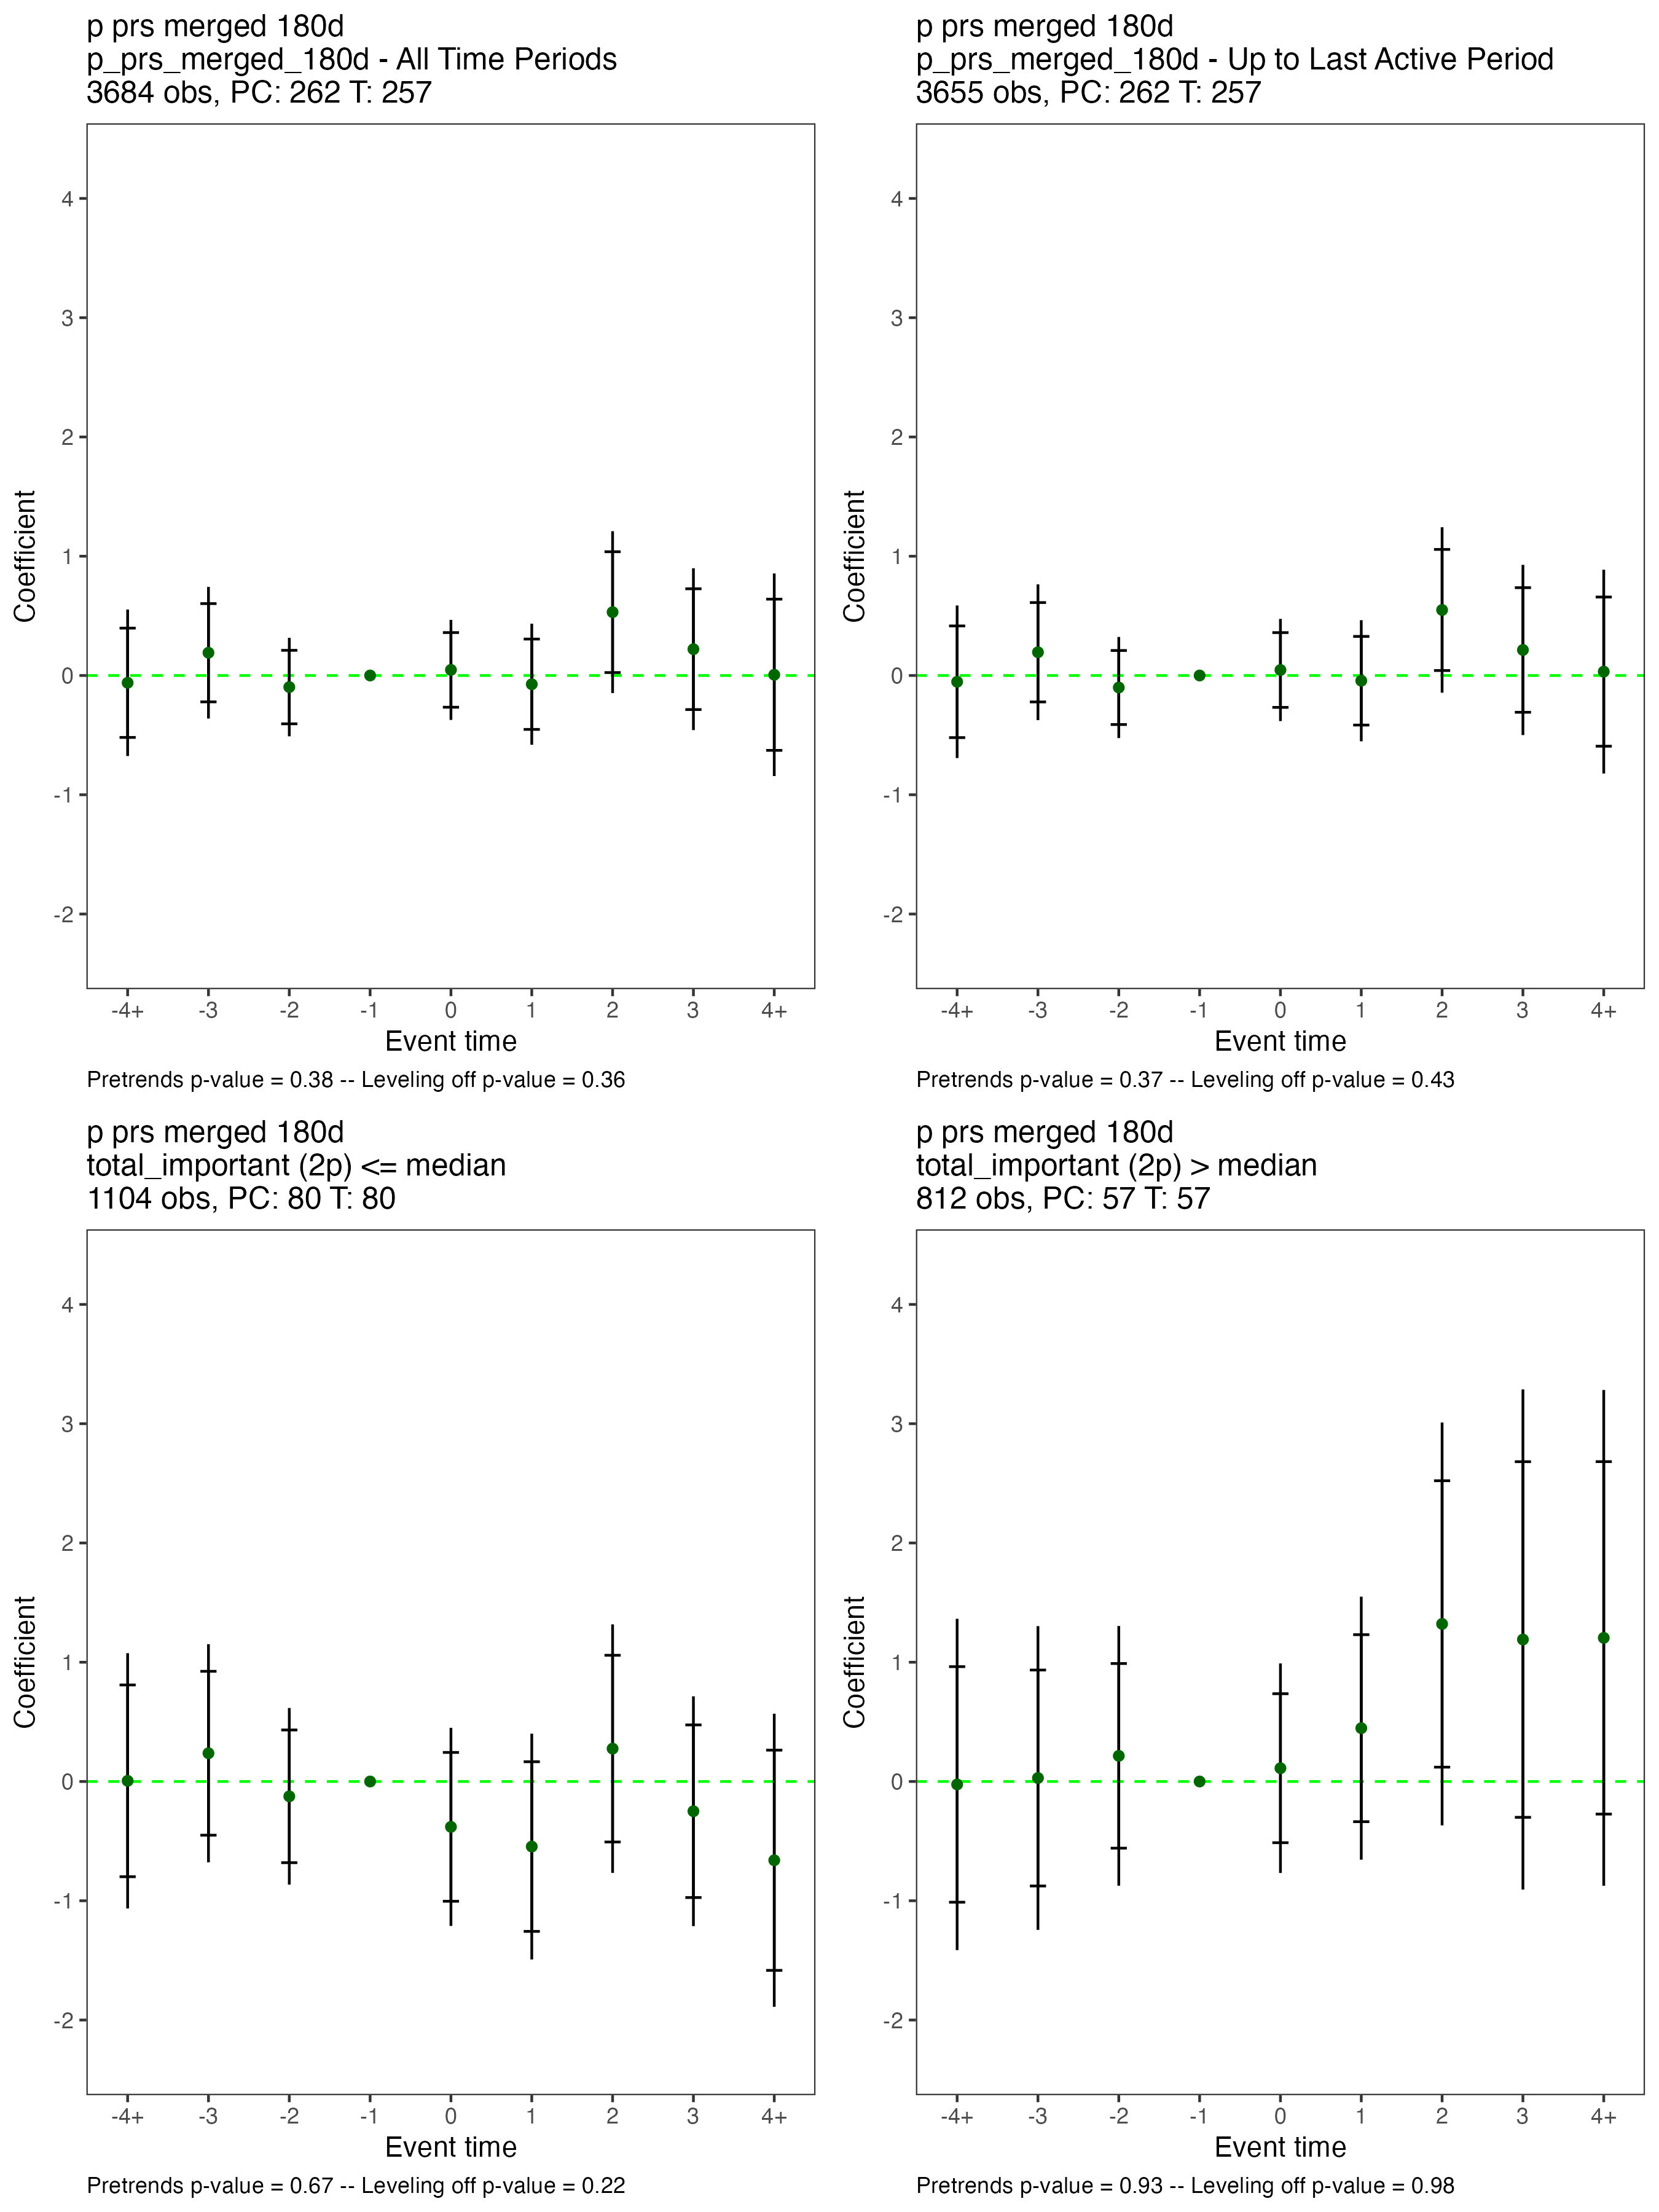 p prs merged 180d
p_prs_merged_180d - All Time Periods
3684 obs, PC: 262 T: 257
4
3
2
1
0
-1
-2
Coefficient
-4+ -3 -2 -1 0 1 2 3 4+
Event time
Pretrends p-value = 0.38 -- Leveling off p-value = 0.36
p prs merged 180d
p_prs_merged_180d - Up to Last Active Period
3655 obs, PC: 262 T: 257
4
3
2
1
0
-1
-2
Coefficient
-4+ -3 -2 -1 0 1 2 3 4+
Event time
Pretrends p-value = 0.37 -- Leveling off p-value = 0.43
p prs merged 180d
total_important (2p) <= median
1104 obs, PC: 80 T: 80
4
3
2
1
0
-1
-2
Coefficient
-4+ -3 -2 -1 0 1 2 3 4+
Event time
Pretrends p-value = 0.67 -- Leveling off p-value = 0.22
p prs merged 180d
total_important (2p) > median
812 obs, PC: 57 T: 57
4
3
2
1
0
-1
-2
Coefficient
-4+ -3 -2 -1 0 1 2 3 4+
Event time
Pretrends p-value = 0.93 -- Leveling off p-value = 0.98